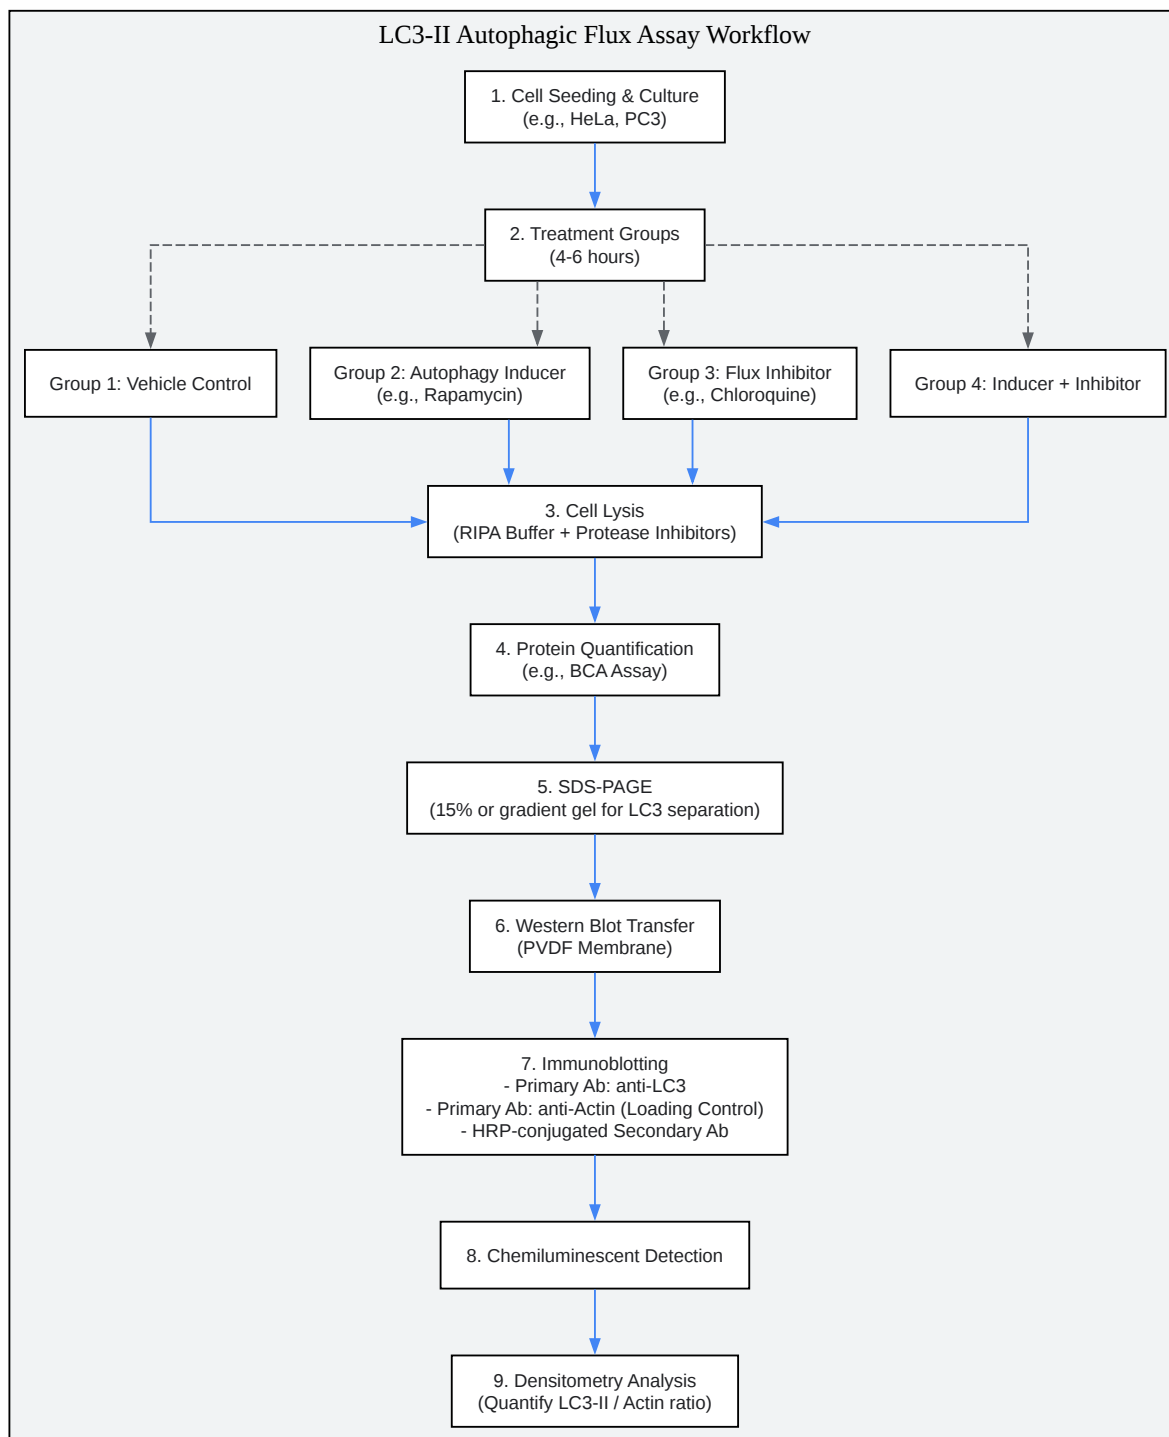 LC3-II Autophagic Flux Assay Workflow
1. Cell Seeding & Culture
(e.g., HeLa, PC3)
2. Treatment Groups
(4-6 hours)
Group 1: Vehicle Control
Group 2: Autophagy Inducer
(e.g., Rapamycin)
Group 3: Flux Inhibitor
(e.g., Chloroquine)
Group 4: Inducer + Inhibitor
3. Cell Lysis
(RIPA Buffer + Protease Inhibitors)
4. Protein Quantification
(e.g., BCA Assay)
5. SDS-PAGE
(15% or gradient gel for LC3 separation)
6. Western Blot Transfer
(PVDF Membrane)
7. Immunoblotting
- Primary Ab: anti-LC3
- Primary Ab: anti-Actin (Loading Control)
- HRP-conjugated Secondary Ab
8. Chemiluminescent Detection
9. Densitometry Analysis
(Quantify LC3-II / Actin ratio)